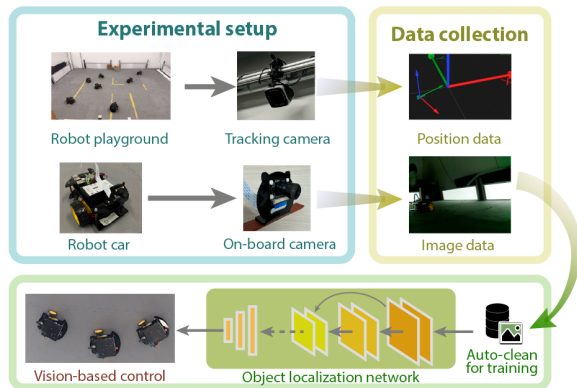 Experimental setup
Data collection
Robot playground
Tracking camera
Position data
Robot car
On-board camera
Image data
Vision-based control
Object localization network
Auto-clean
for training